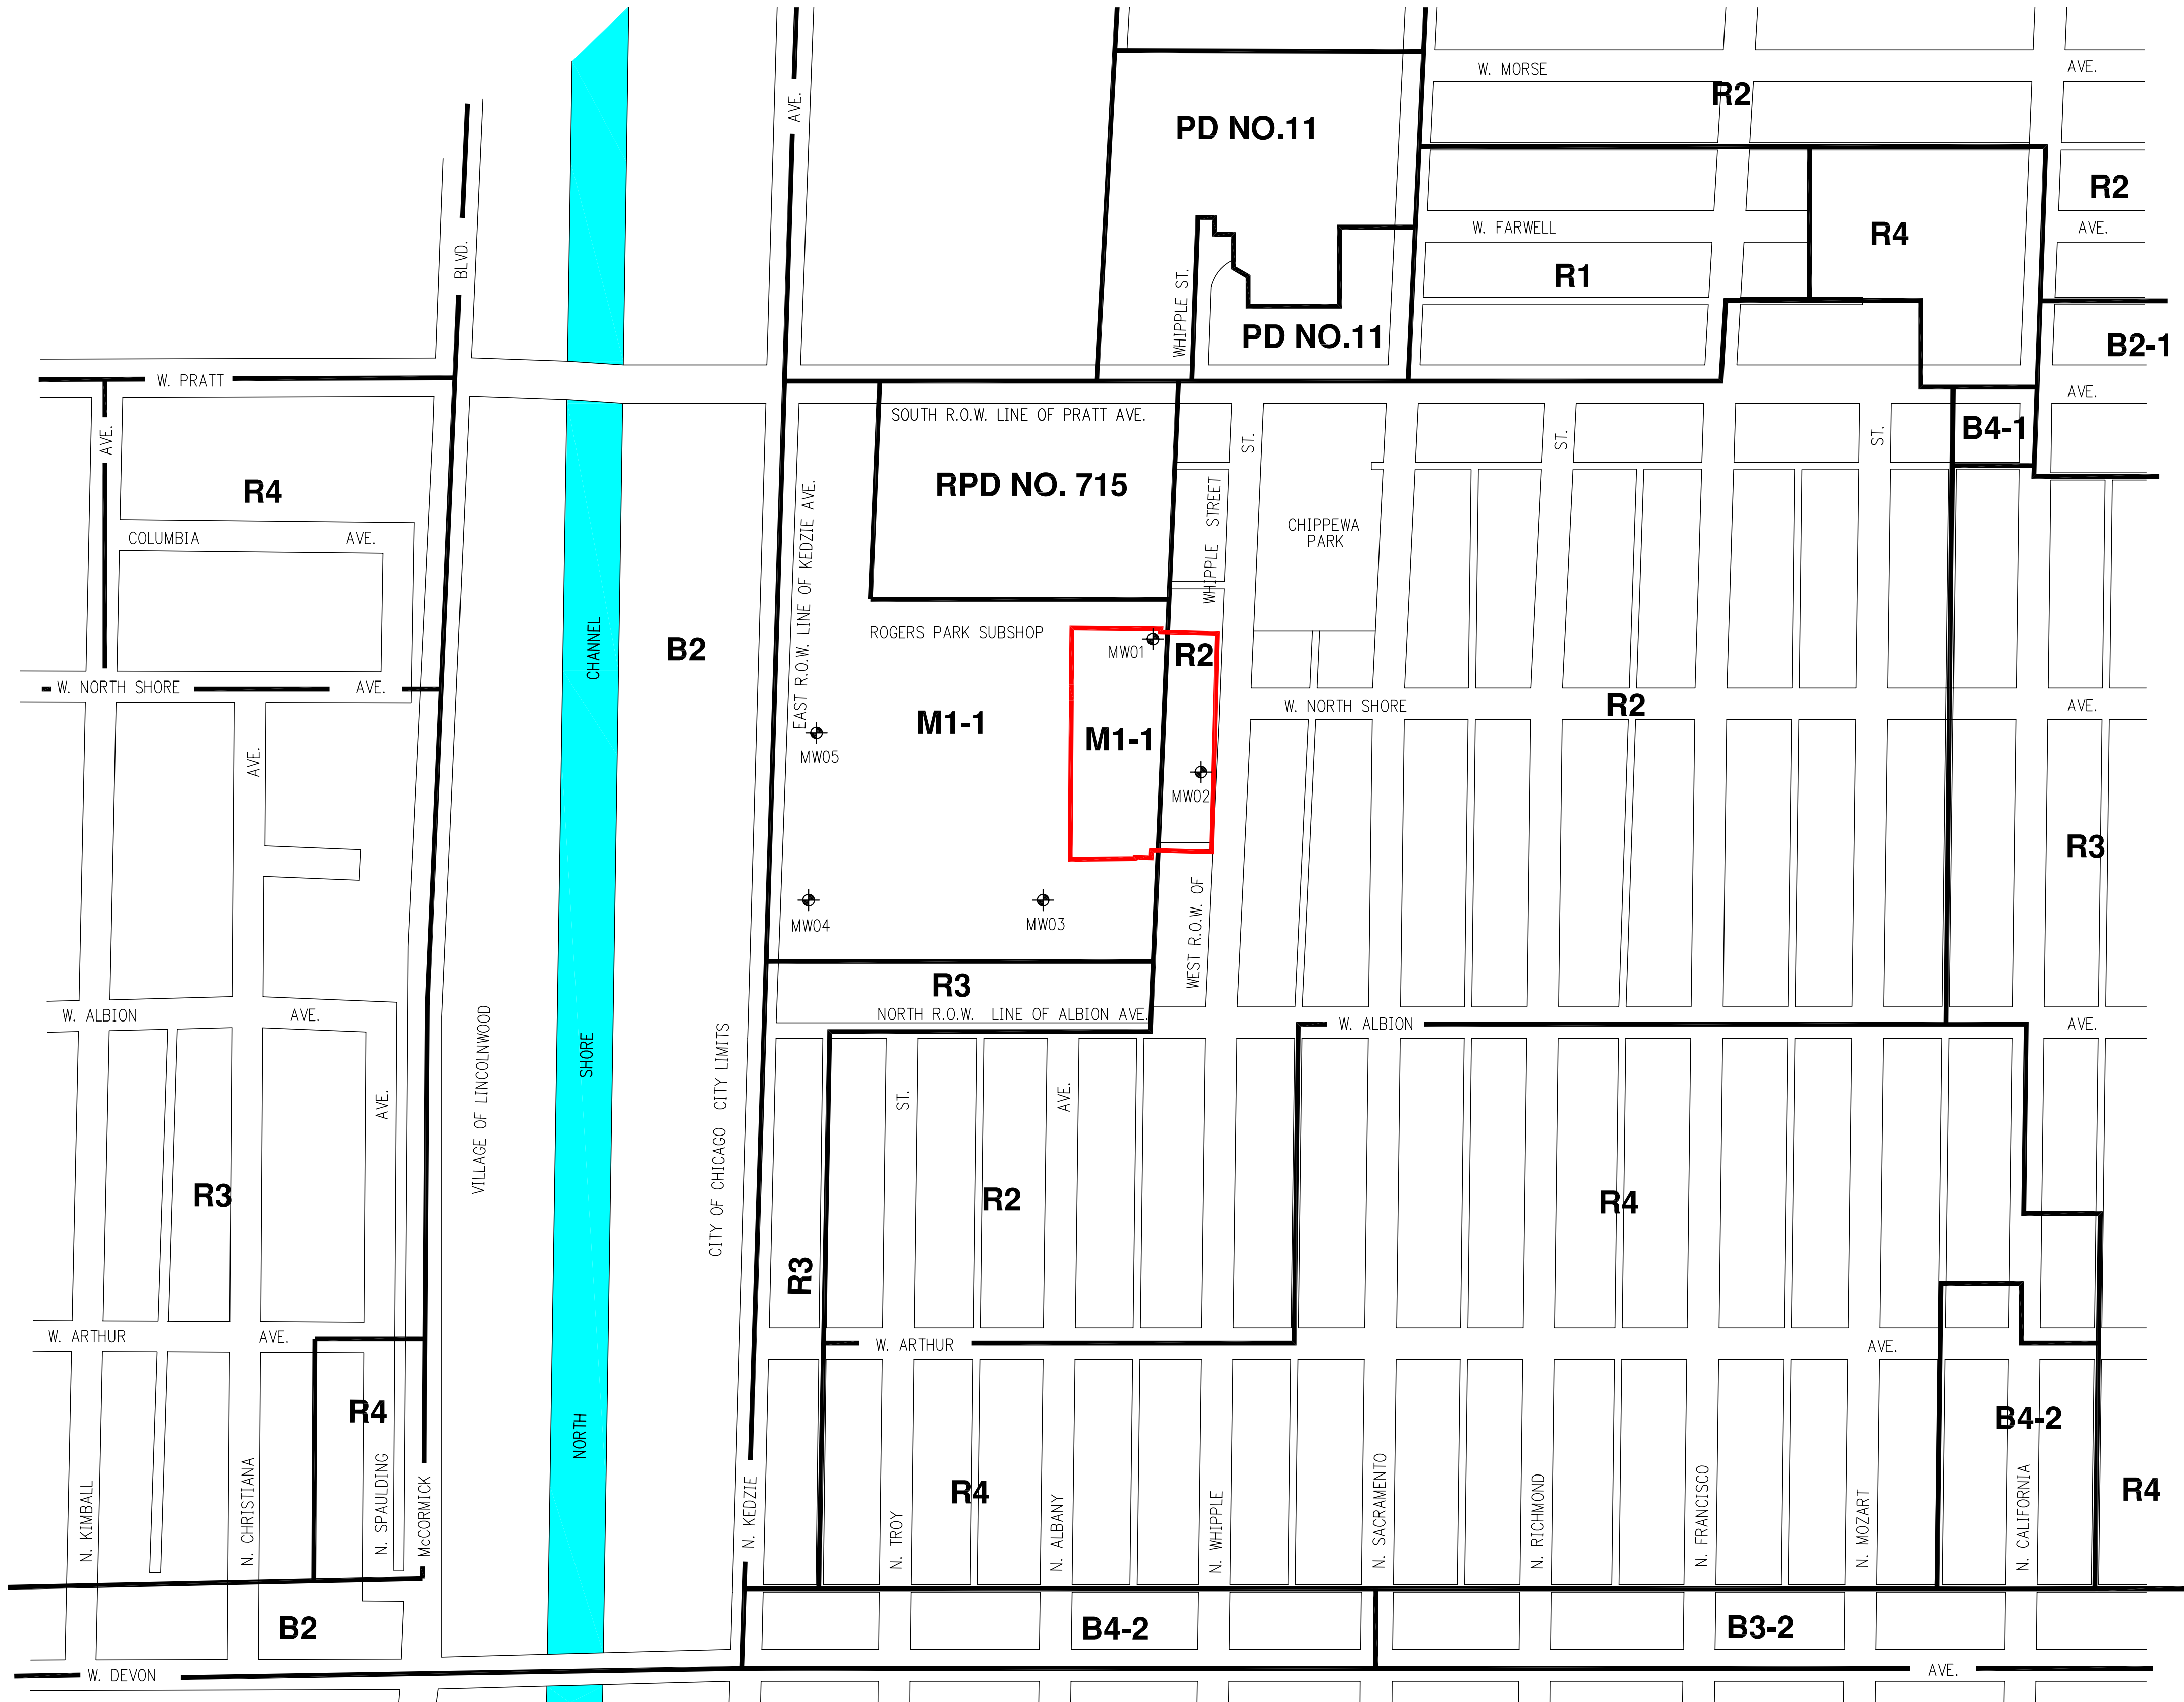 W. MORSE
AVE.
R2
AVE.
PD NO.11
R2
W. FARWELL
AVE.
R4
BLVD.
R1
WHIPPLE ST.
PD NO.11
B2-1
W. PRATT
AVE.
SOUTH R.O.W. LINE OF PRATT AVE.
B4-1
AVE.
ST.
ST.
ST.
R4
RPD NO. 715
EAST R.O.W. LINE OF KEDZIE AVE.
WHIPPLE STREET
CHIPPEWA
PARK
COLUMBIA
AVE.
ROGERS PARK SUBSHOP
CHANNEL
B2
MW01
R2
W. NORTH SHORE
AVE.
W. NORTH SHORE
R2
AVE.
M1-1
M1-1
AVE.
MW05
MW02
R3
MW04
MW03
WEST R.O.W. OF
R3
NORTH R.O.W. LINE OF ALBION AVE.
W. ALBION
AVE.
W. ALBION
AVE.
VILLAGE OF LINCOLNWOOD
SHORE
CITY OF CHICAGO CITY LIMITS
AVE.
ST.
AVE.
R3
R2
R4
R3
W. ARTHUR
AVE.
W. ARTHUR
AVE.
R4
NORTH
B4-2
R4
R4
N. KIMBALL
N. CHRISTIANA
N. SPAULDING
McCORMICK
N. KEDZIE
N. TROY
N. ALBANY
N. WHIPPLE
N. SACRAMENTO
N. RICHMOND
N. FRANCISCO
N. MOZART
N. CALIFORNIA
B2
B4-2
B3-2
W. DEVON
AVE.